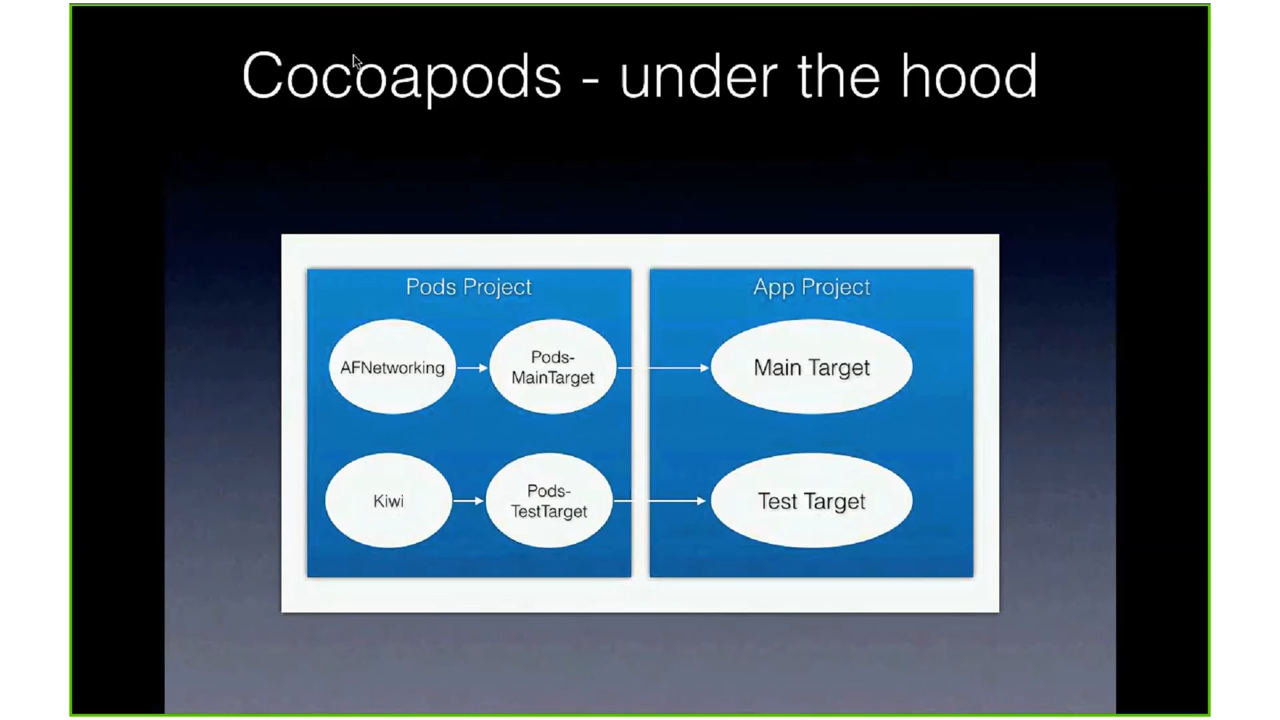 Cocoapods - under the hood
Pods Project
AFNetworking
Pods-
MainTarget
Kiwi
Pods-
TestTarget
App Project
Main Target
Test Target